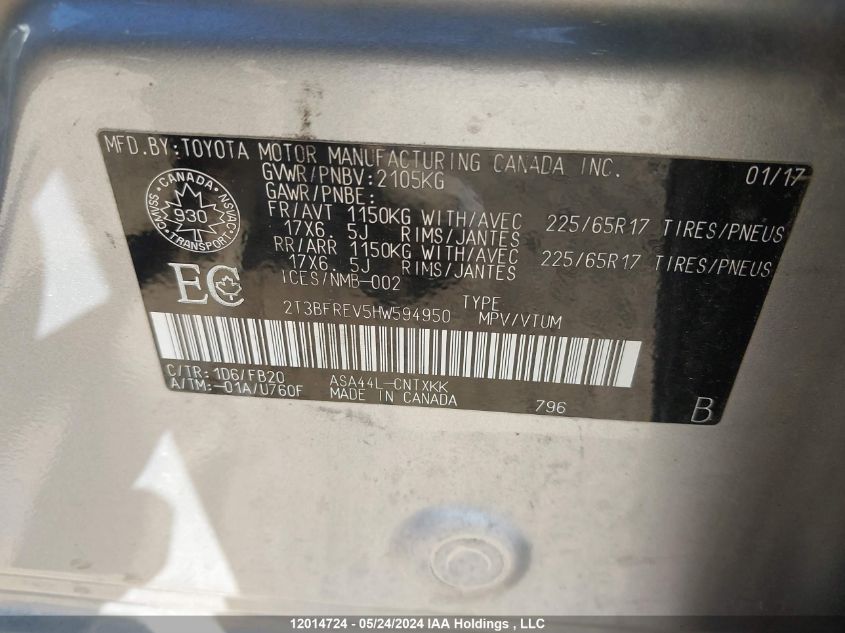 MFD.BY:TOYOTA MOTOR MANUFACTURING CANADA INC. 01/17
GVWR/PNBV:2105KG
GAWR/PNBE:
FR/AVT 1150KG WITH/AVEC 225/65R17 TIRES/PNEUS
17X6. 5J RIMS/JANTES
RR/ARR 1150KG WITH/AVEC 225/65R17 TIRES/PNEUS
17X6. 5J RIMS/JANTES
ICES/NMB-002
CANADA
CMVSS 930 NSVAC
TRANSPORT
EC
2T3BFREV5HW594950 TYPE
MPV/VTUM
C/TR: 1D6/FB20 ASA44L-CNTXKK
A/TM:-01A/U760F MADE IN CANADA 796 B
12014724 - 05/24/2024 IAA Holdings , LLC